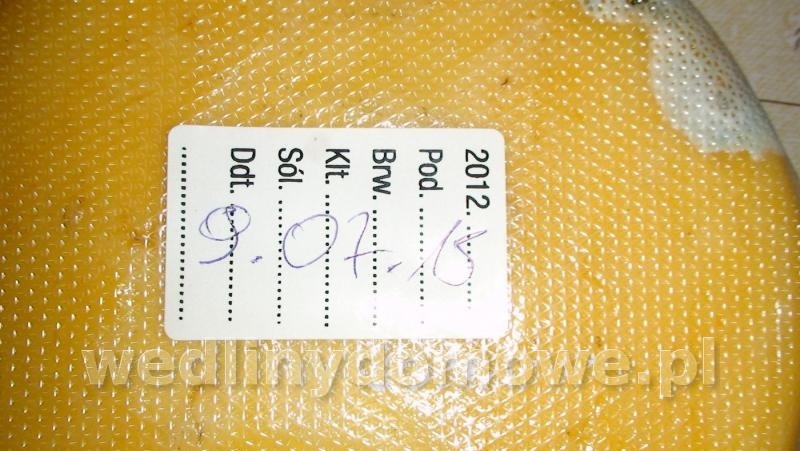 2012. ..........
Pod. ..........
Brw. ..........
Klt. ..........
Sól. ..........
Ddt. ..........
9.07.15
wedlinydomowe.pl